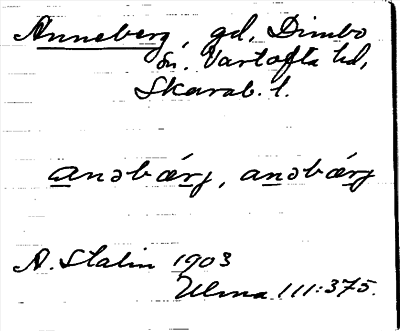 Anneberg, gd, Dimbo
sn. Vartofta hd,
Skarab. l.
anəbærj, anəbærj
A. Stalin 1903
Ulma 111:375.